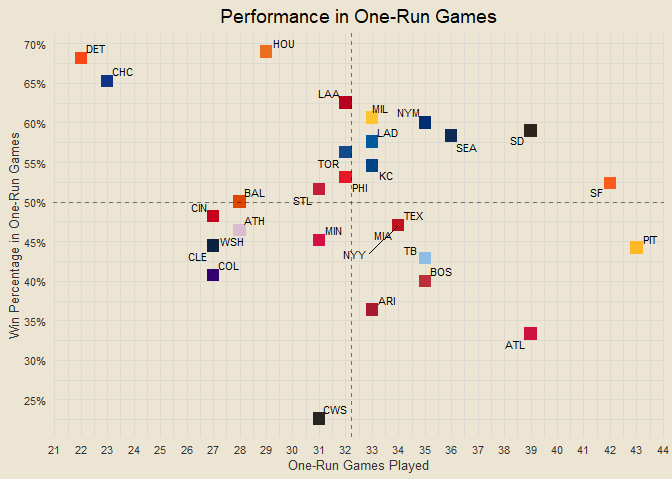 Performance in One-Run Games
Win Percentage in One-Run Games
70%
65%
60%
55%
50%
45%
40%
35%
30%
25%
DET
HOU
CHC
LAA
MIL
NYM
LAD
SD
SEA
TOR
KC
PHI
STL
SF
BAL
CIN
ATH
TEX
MIN
MIA
WSH
PIT
CLE
NYY
TB
COL
BOS
ARI
ATL
CWS
21 22 23 24 25 26 27 28 29 30 31 32 33 34 35 36 37 38 39 40 41 42 43 44
One-Run Games Played